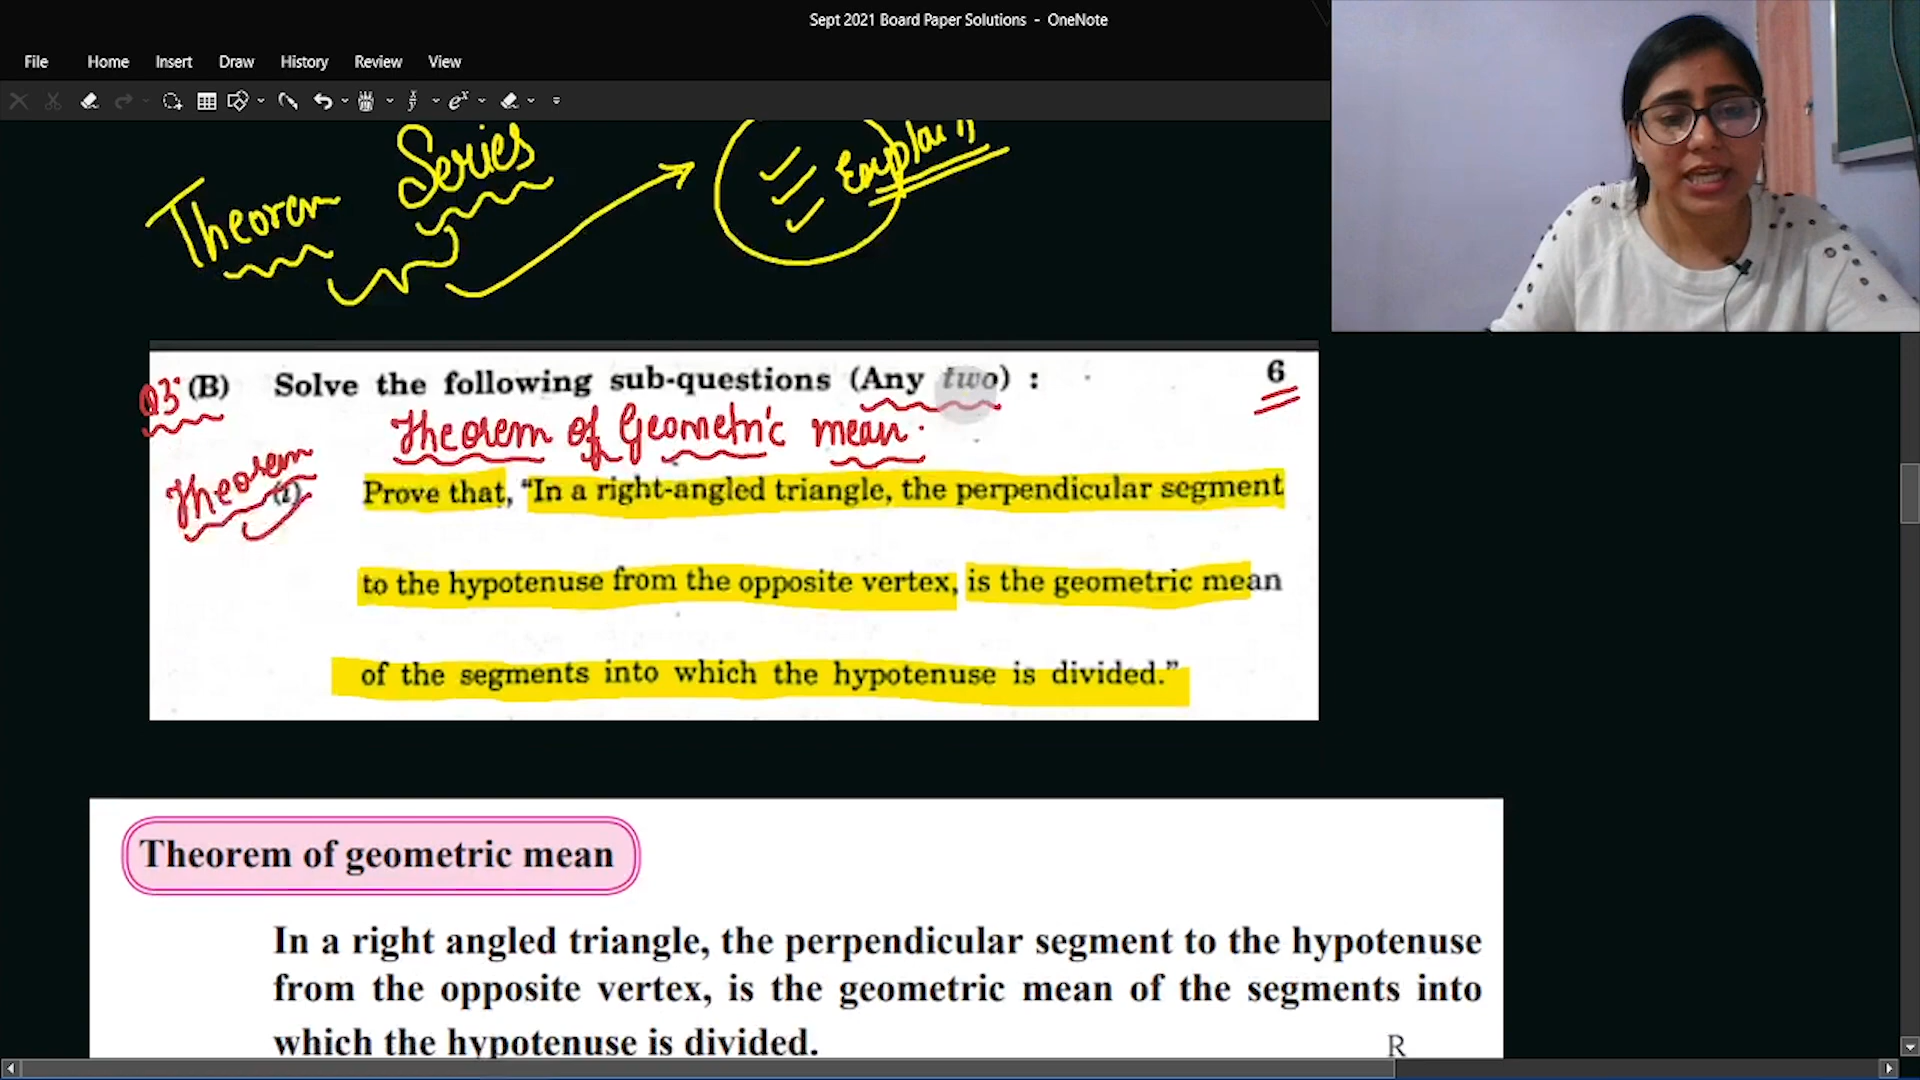 Sept 2021 Board Paper Solutions - OneNote
File Home Insert Draw History Review View
Theorem Series
Explain
Q3 (B) Solve the following sub-questions (Any two) : 6
Theorem of Geometric mean.
Theorem (i) Prove that, “In a right-angled triangle, the perpendicular segment
to the hypotenuse from the opposite vertex, is the geometric mean
of the segments into which the hypotenuse is divided.”
Theorem of geometric mean
In a right angled triangle, the perpendicular segment to the hypotenuse
from the opposite vertex, is the geometric mean of the segments into
which the hypotenuse is divided.
R